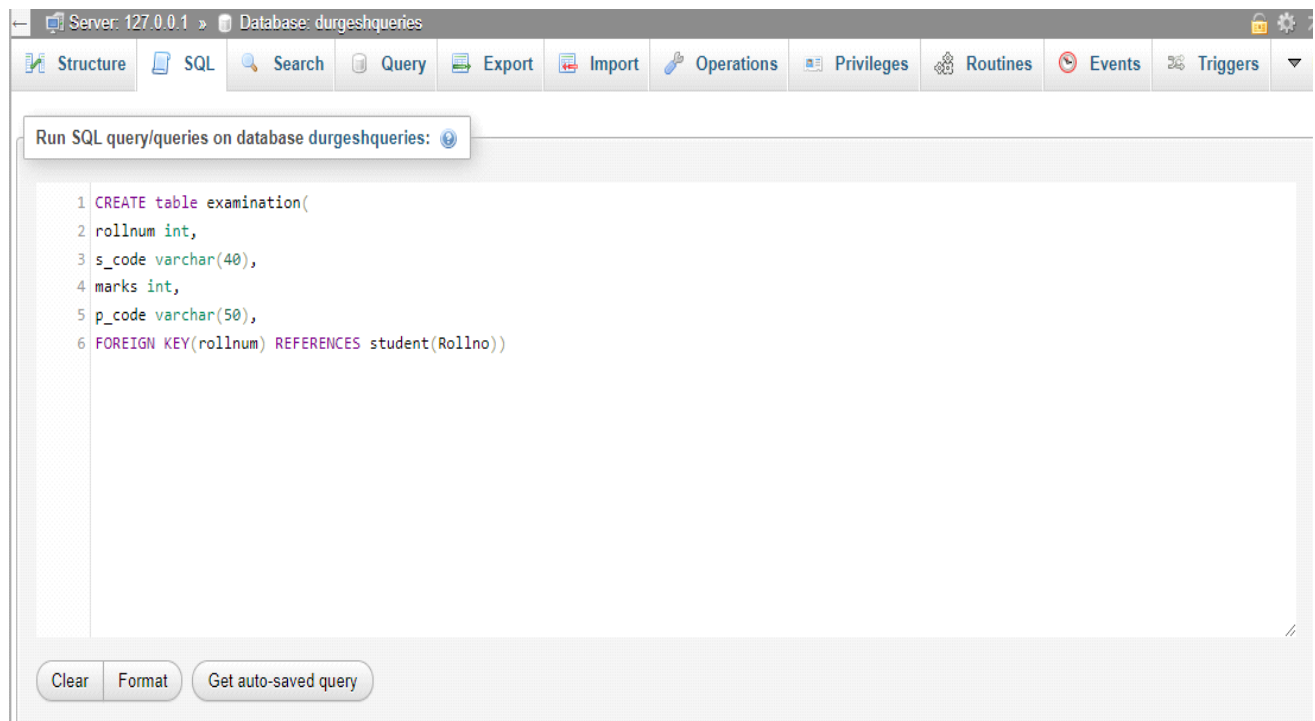 Server: 127.0.0.1 » Database: durgeshqueries
Structure SQL Search Query Export Import Operations Privileges Routines Events Triggers
Run SQL query/queries on database durgeshqueries:
1 CREATE table examination(
2 rollnum int,
3 s_code varchar(40),
4 marks int,
5 p_code varchar(50),
6 FOREIGN KEY(rollnum) REFERENCES student(Rollno))
Clear Format Get auto-saved query